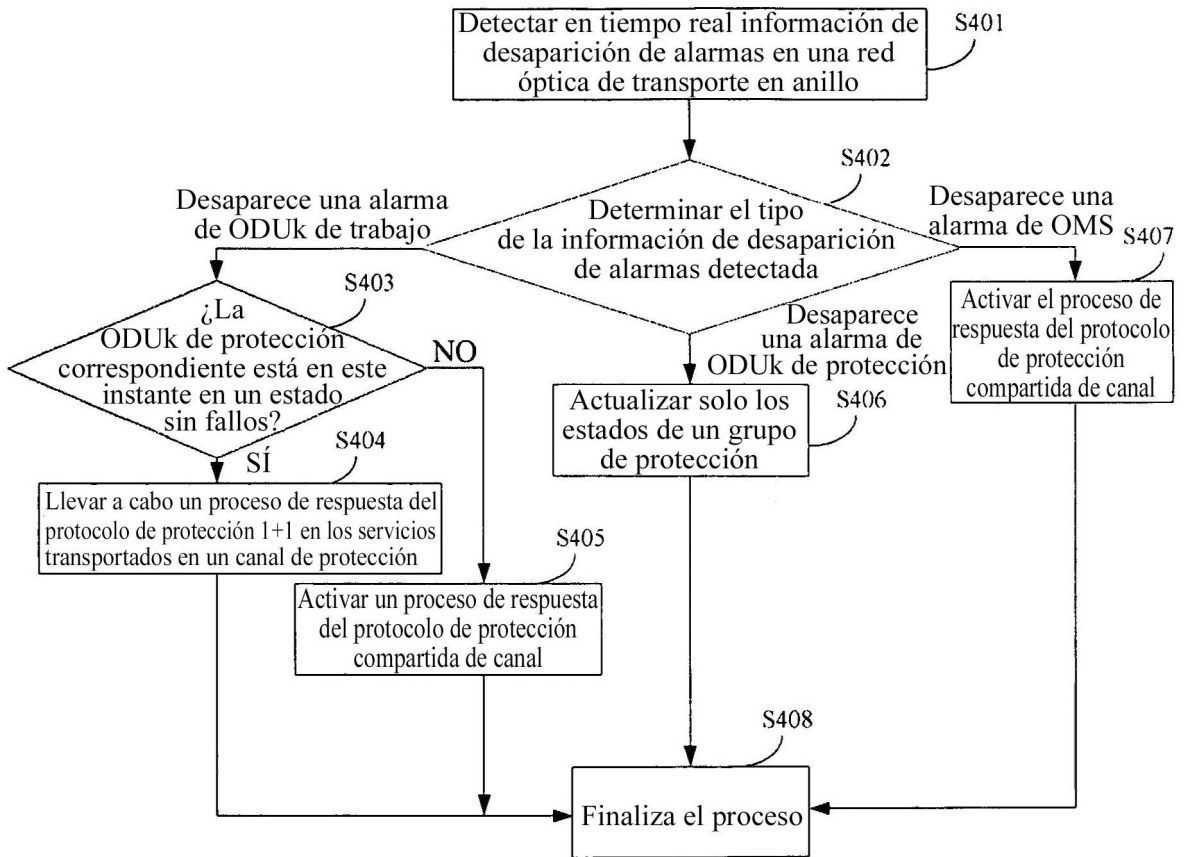 Detectar en tiempo real información de
desaparición de alarmas en una red
óptica de transporte en anillo
S401
S402
Determinar el tipo
de la información de desaparición
de alarmas detectada
Desaparece una alarma
de ODUk de trabajo
Desaparece una
alarma de OMS
S407
S403
¿La
ODUk de protección
correspondiente está en este
instante en un estado
sin fallos?
NO
SÍ
Desaparece
una alarma de
ODUk de protección
Activar el proceso de
respuesta del protocolo
de protección
compartida de canal
S404
Llevar a cabo un proceso de respuesta del
protocolo de protección 1+1 en los servicios
transportados en un canal de protección
S406
Actualizar solo los
estados de un grupo
de protección
S405
Activar un proceso de respuesta
del protocolo de protección
compartida de canal
S408
Finaliza el proceso